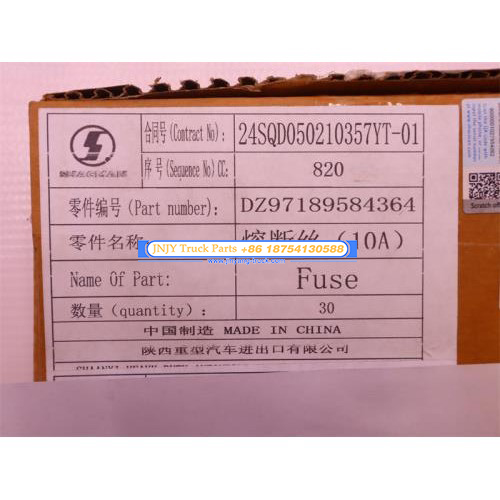 合同号(Contract No): 24SQD050210357YT-01
序号(Sequence No)CC: 820
零件编号(Part number): DZ97189584364
零件名称 熔断丝 (10A)
JNJY Truck Parts +86 18754130588
Name Of Part: Fuse
数量(quantity): 30
中国制造 MADE IN CHINA
陕西重型汽车进出口有限公司